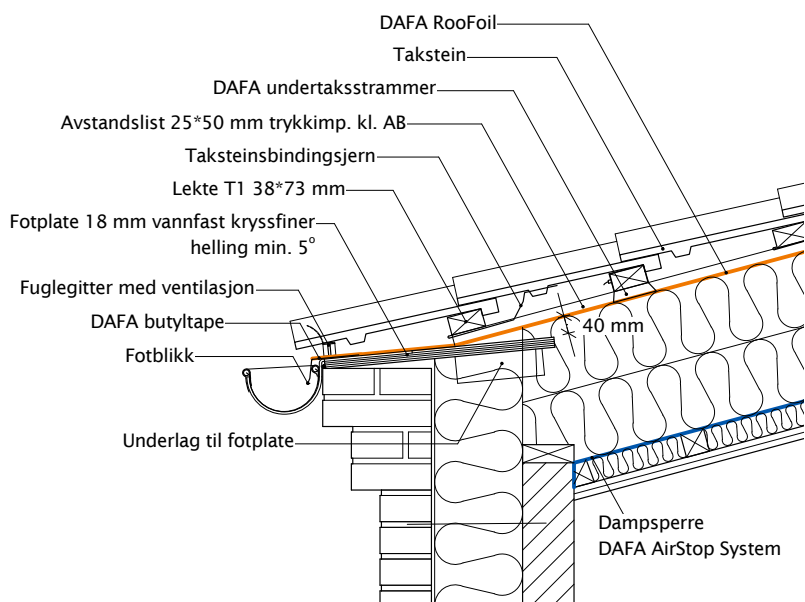 DAFA RooFoil
Takstein
DAFA undertaksstrammer
Avstandslist 25*50 mm trykkimp. kl. AB
Taksteinsbindingsjern
Lekte T1 38*73 mm
Fotplate 18 mm vannfast kryssfiner
helling min. 5°
Fuglegitter med ventilasjon
DAFA butyltape
Fotblikk
40 mm
Underlag til fotplate
Dampsperre
DAFA AirStop System